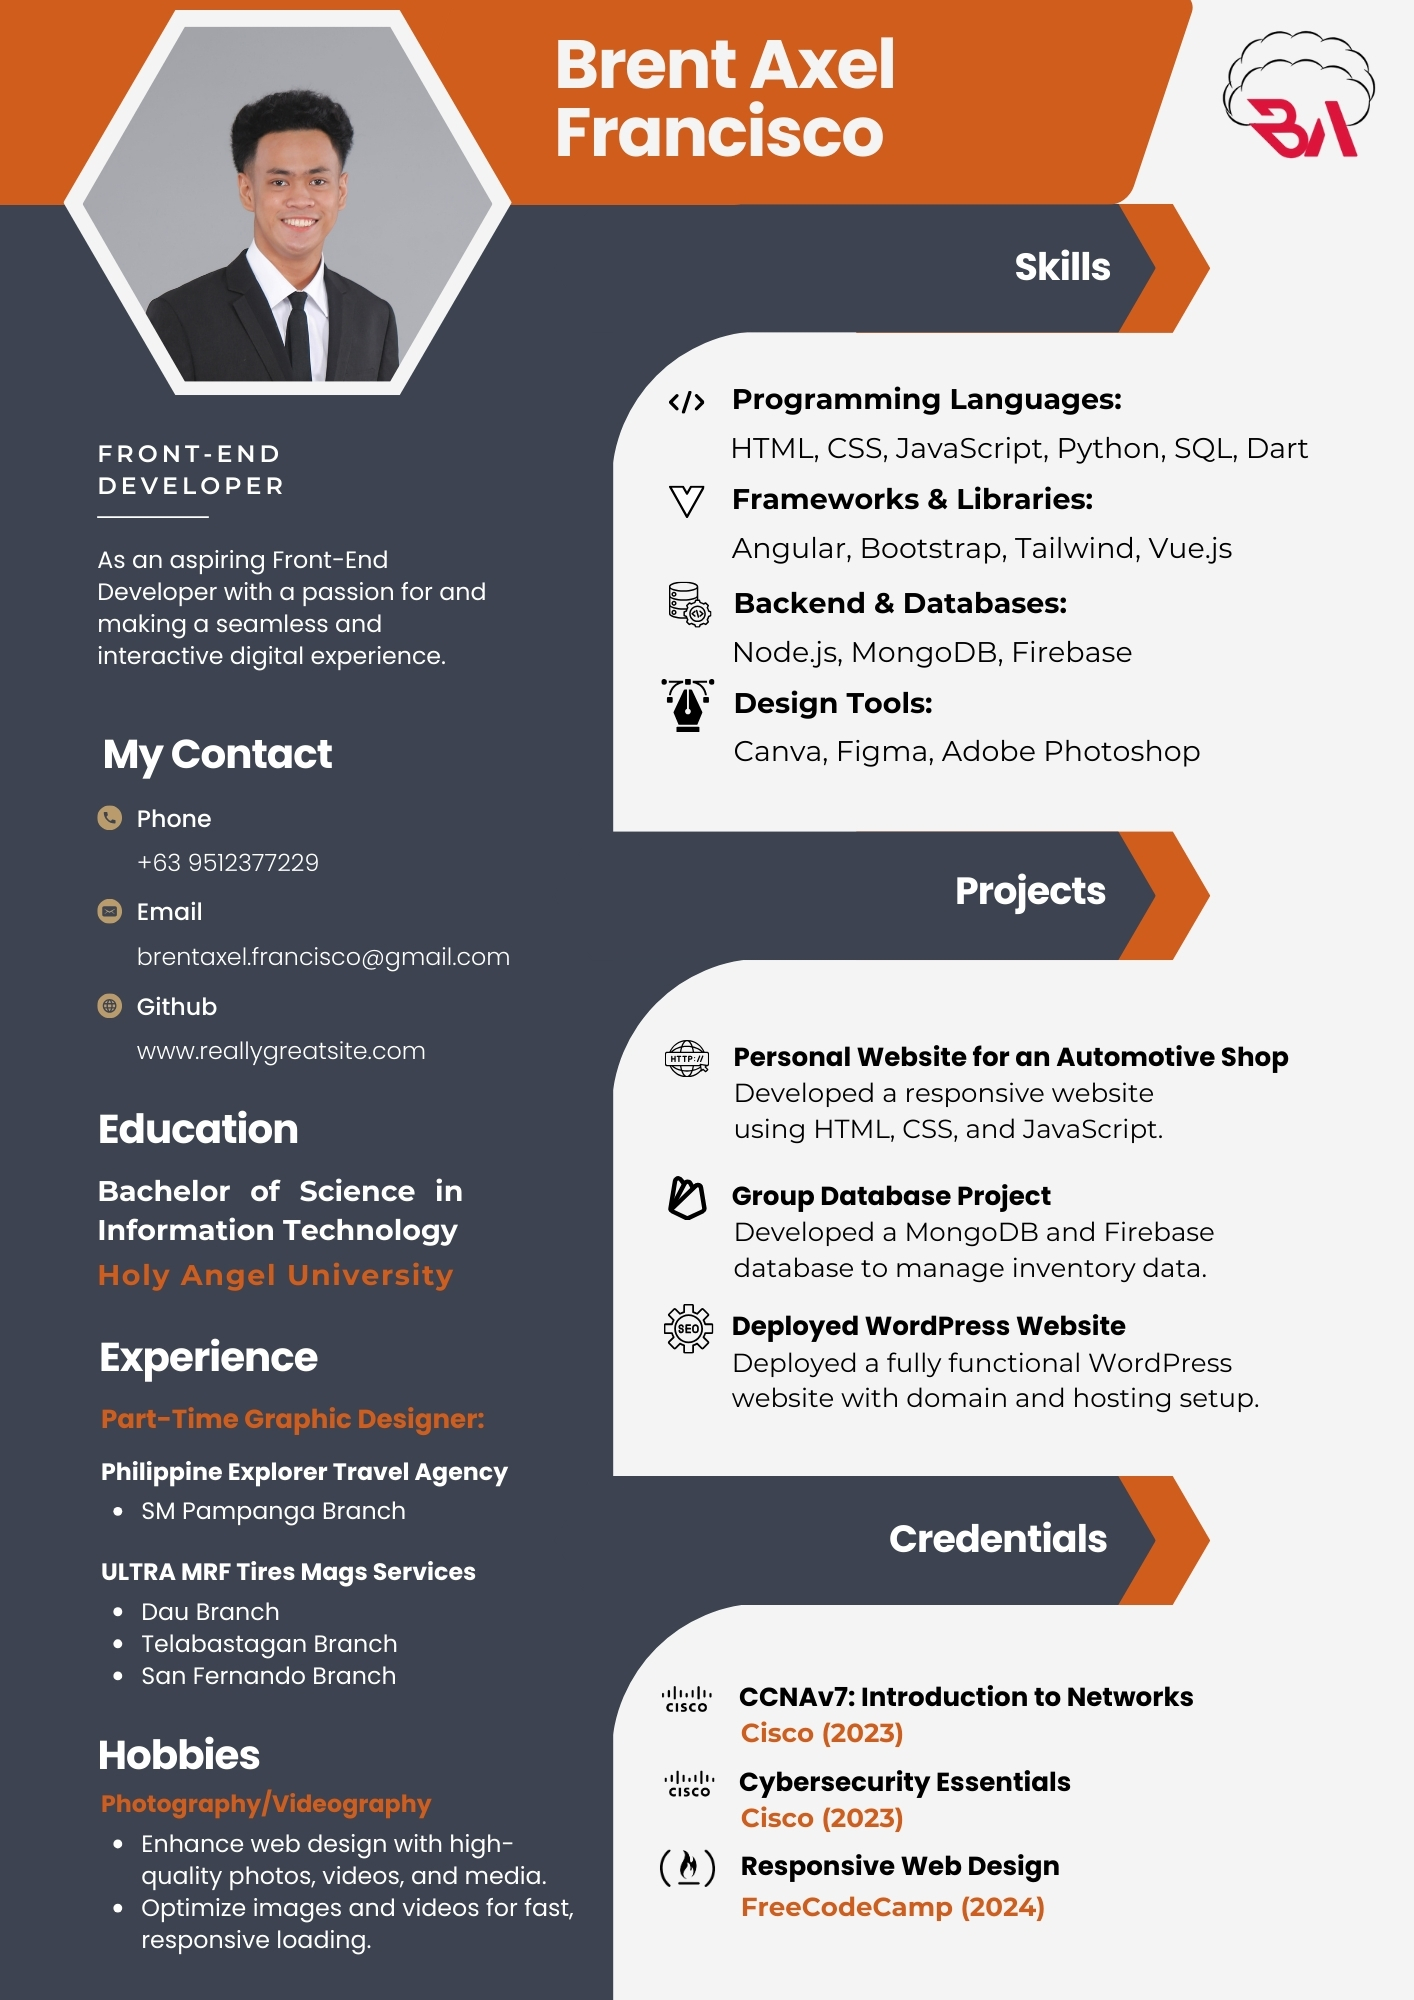 Brent Axel
Francisco
BA
FRONT-END
DEVELOPER
As an aspiring Front-End
Developer with a passion for and
making a seamless and
interactive digital experience.
My Contact
Phone
+63 9512377229
Email
brentaxel.francisco@gmail.com
Github
www.reallygreatsite.com
Education
Bachelor of Science in
Information Technology
Holy Angel University
Experience
Part-Time Graphic Designer:
Philippine Explorer Travel Agency
• SM Pampanga Branch
ULTRA MRF Tires Mags Services
• Dau Branch
• Telabastagan Branch
• San Fernando Branch
Hobbies
Photography/Videography
• Enhance web design with high-
quality photos, videos, and media.
• Optimize images and videos for fast,
responsive loading.
Skills
</> Programming Languages:
HTML, CSS, JavaScript, Python, SQL, Dart
Frameworks & Libraries:
Angular, Bootstrap, Tailwind, Vue.js
Backend & Databases:
Node.js, MongoDB, Firebase
Design Tools:
Canva, Figma, Adobe Photoshop
Projects
HTTP://
Personal Website for an Automotive Shop
Developed a responsive website
using HTML, CSS, and JavaScript.
Group Database Project
Developed a MongoDB and Firebase
database to manage inventory data.
SEO
Deployed WordPress Website
Deployed a fully functional WordPress
website with domain and hosting setup.
Credentials
CISCO
CCNAv7: Introduction to Networks
Cisco (2023)
CISCO
Cybersecurity Essentials
Cisco (2023)
Responsive Web Design
FreeCodeCamp (2024)